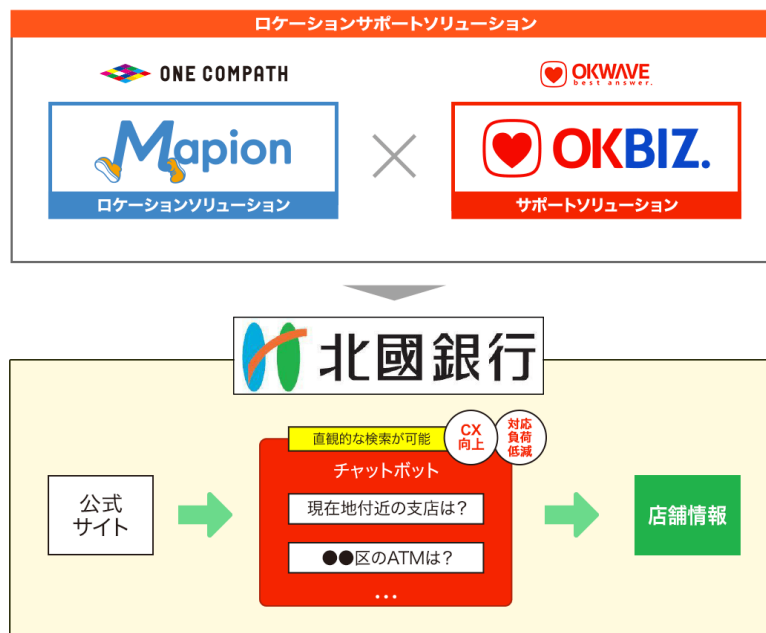 ロケーションサポートソリューション
ONE COMPATH
OKWAVE
best answer.
Mapion
OKBIZ.
ロケーションソリューション
サポートソリューション
北國銀行
直観的な検索が可能
CX
向上
対応
負荷
低減
チャットボット
公式
サイト
現在地付近の支店は?
●●区のATMは?
...
店舗情報